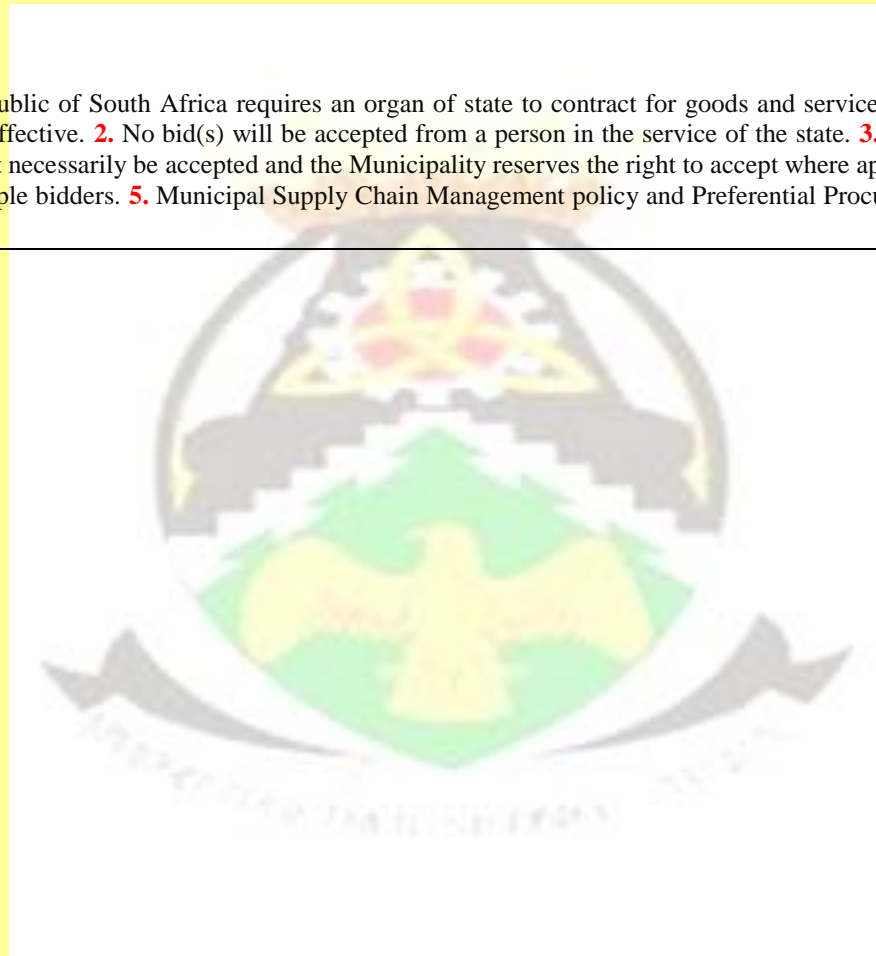 ublic of South Africa requires an organ of state to contract for goods and service
ffective. 2. No bid(s) will be accepted from a person in the service of the state. 3.
t necessarily be accepted and the Municipality reserves the right to accept where ap
ple bidders. 5. Municipal Supply Chain Management policy and Preferential Procu